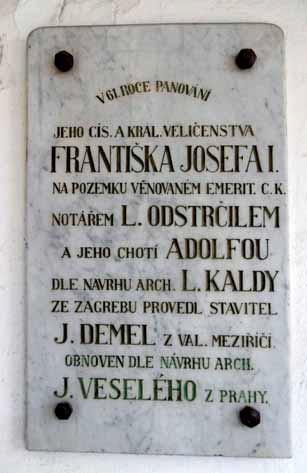 V 61. ROCE PANOVÁNÍ
JEHO CÍS. A KRÁL. VELIČENSTVA
FRANTIŠKA JOSEFA I.
NA POZEMKU VĚNOVANÉM EMERIT. C. K.
NOTÁŘEM L. ODSTRČILEM
A JEHO CHOTÍ ADOLFOU
DLE NÁVRHU ARCH. L. KALDY
ZE ZAGREBU PROVEDL STAVITEL
J. DEMEL Z VAL. MEZIŘÍČÍ.
OBNOVEN DLE NÁVRHU ARCH.
J. VESELÉHO Z PRAHY.